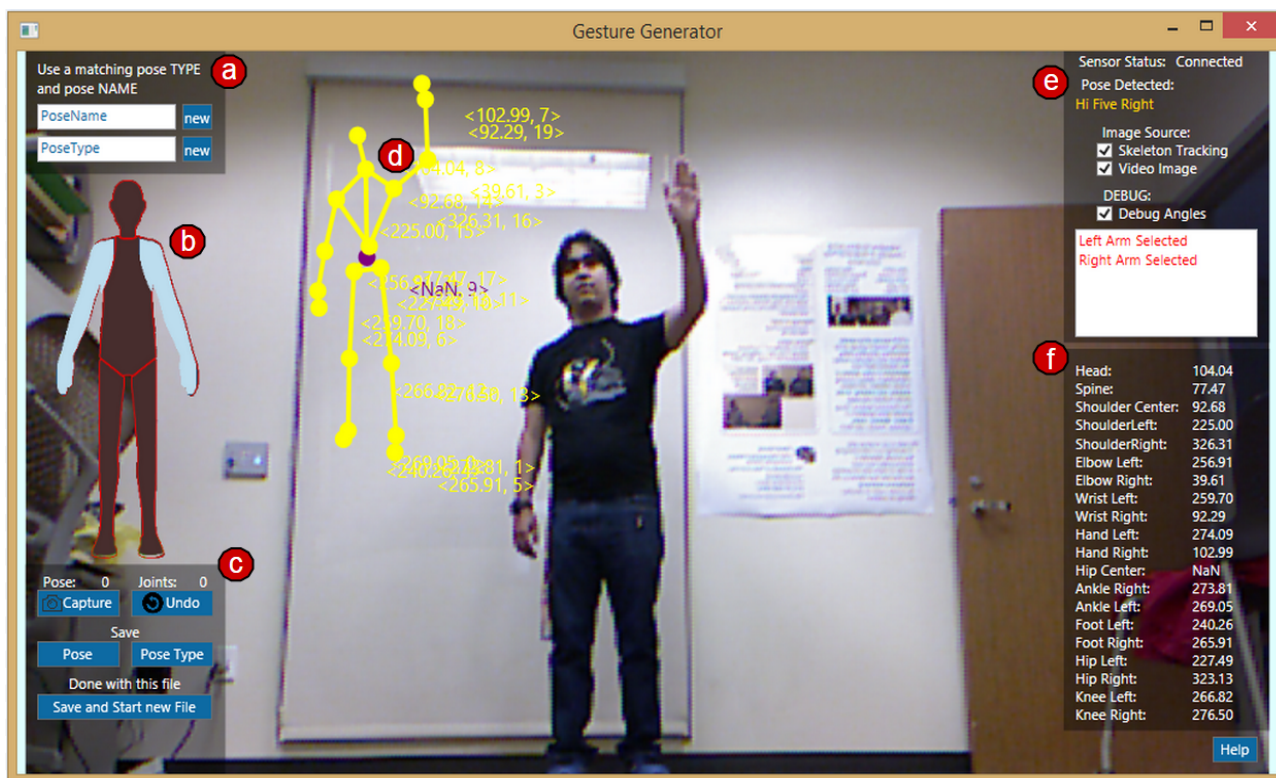 Gesture Generator
a
Use a matching pose TYPE
and pose NAME
PoseName new
PoseType new
b
c
Pose: 0 Joints: 0
Capture Undo
Save
Pose Pose Type
Done with this file
Save and Start new File
d
<102.99, 7>
<92.29, 19>
<39.61, 3>
<326.31, 16>
<225.00, 15>
77.47, 17>
<NaN, 9>
<274.09, 6>
<265.91, 5>
e
Sensor Status: Connected
Pose Detected:
Hi Five Right
Image Source:
Skeleton Tracking
Video Image
DEBUG:
Debug Angles
Left Arm Selected
Right Arm Selected
f
Head: 104.04
Spine: 77.47
Shoulder Center: 92.68
ShoulderLeft: 225.00
ShoulderRight: 326.31
Elbow Left: 256.91
Elbow Right: 39.61
Wrist Left: 259.70
Wrist Right: 92.29
Hand Left: 274.09
Hand Right: 102.99
Hip Center: NaN
Ankle Right: 273.81
Ankle Left: 269.05
Foot Left: 240.26
Foot Right: 265.91
Hip Left: 227.49
Hip Right: 323.13
Knee Left: 266.82
Knee Right: 276.50
Help